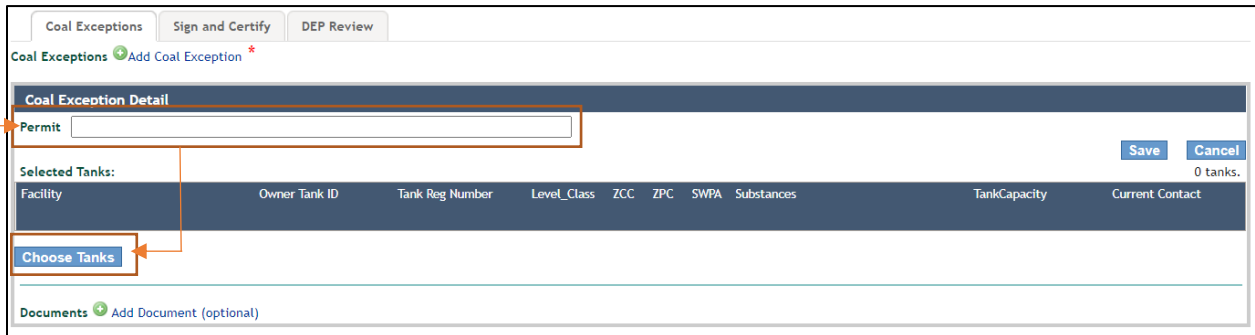 Coal Exceptions Sign and Certify DEP Review
Coal Exceptions Add Coal Exception *
Coal Exception Detail
Permit
Save Cancel
Selected Tanks: 0 tanks.
Facility Owner Tank ID Tank Reg Number Level_Class ZCC ZPC SWPA Substances TankCapacity Current Contact
Choose Tanks
Documents Add Document (optional)